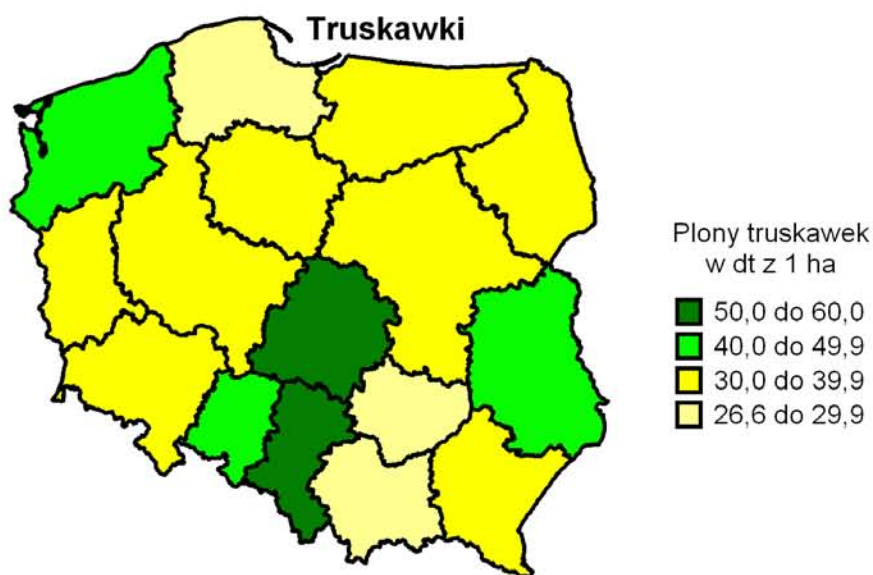 Truskawki
Plony truskawek
w dt z 1 ha
50,0 do 60,0
40,0 do 49,9
30,0 do 39,9
26,6 do 29,9